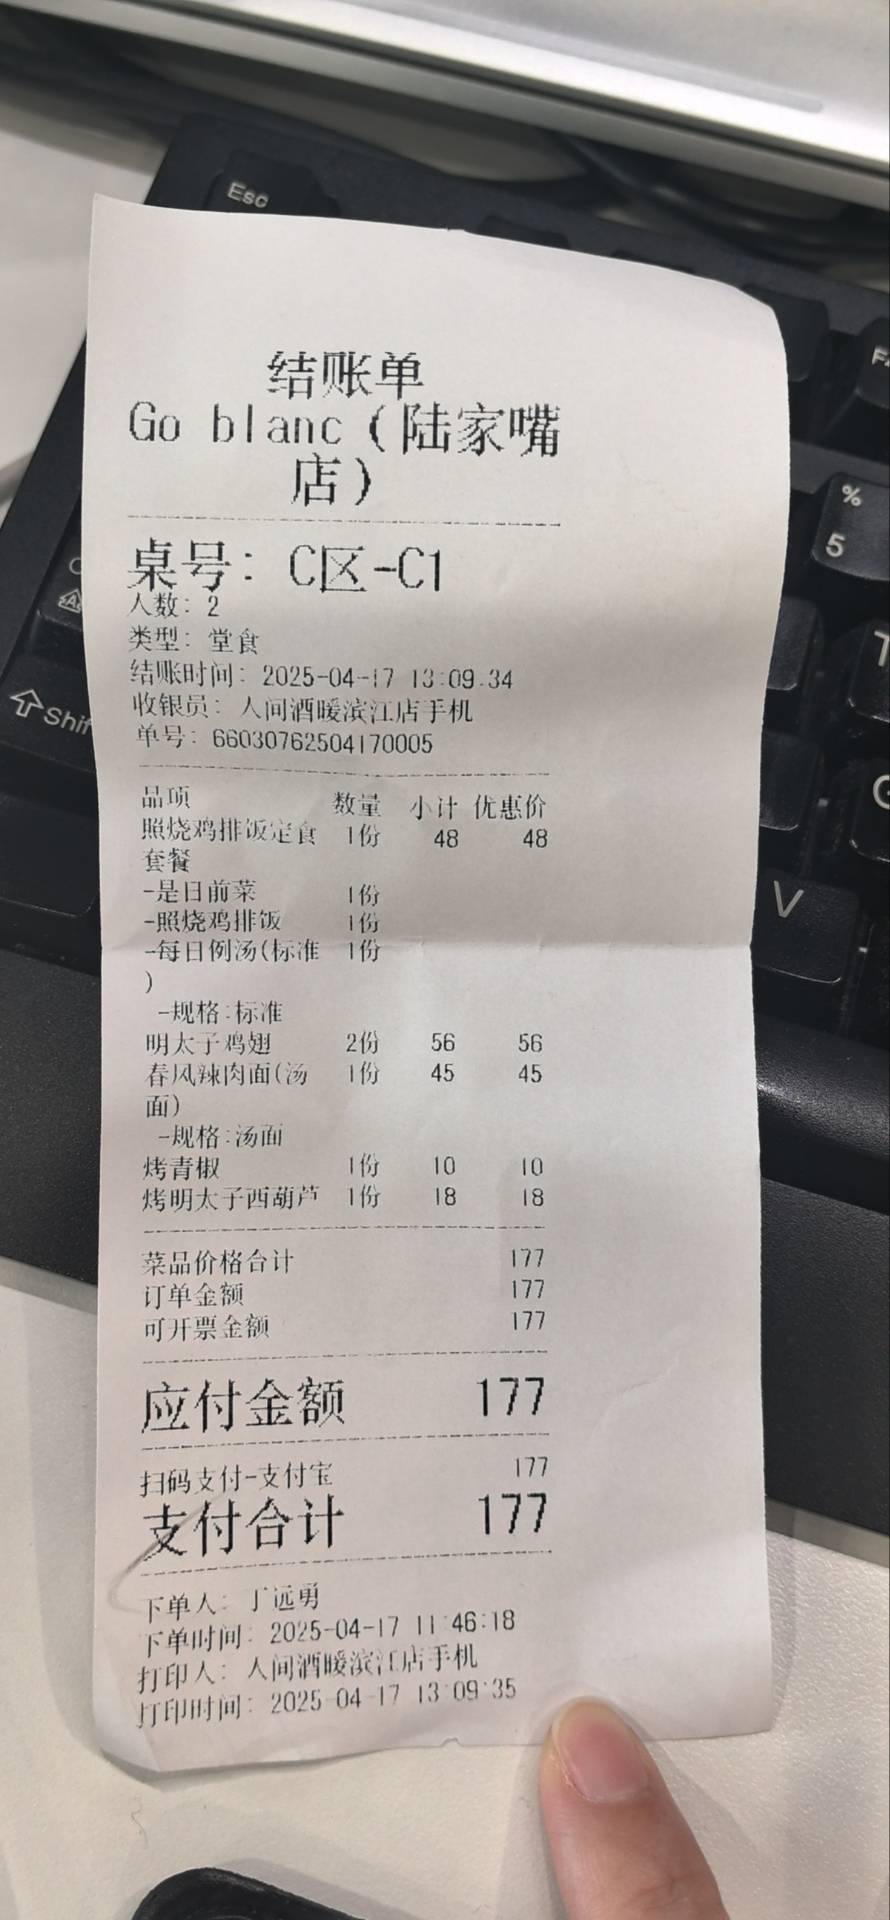 Esc
结账单
Go blanc(陆家嘴
店)
桌号: C区-C1
人数: 2
类型: 堂食
结账时间: 2025-04-17 13:09:34
收银员: 人间酒暖滨江店手机
单号: 66030762504170005
品项 数量 小计 优惠价
照烧鸡排饭定食 1份 48 48
套餐
-是日前菜 1份
-照烧鸡排饭 1份
-每日例汤(标准 1份
)
-规格:标准
明太子鸡翅 2份 56 56
春风辣肉面(汤 1份 45 45
面)
-规格:汤面
烤青椒 1份 10 10
烤明太子西葫芦 1份 18 18
菜品价格合计 177
订单金额 177
可开票金额 177
应付金额 177
扫码支付-支付宝 177
支付合计 177
下单人: 丁远勇
下单时间: 2025-04-17 11:46:18
打印人: 人间酒暖滨江店手机
打印时间: 2025-04-17 13:09:35
%
5
T
G
V
Shif